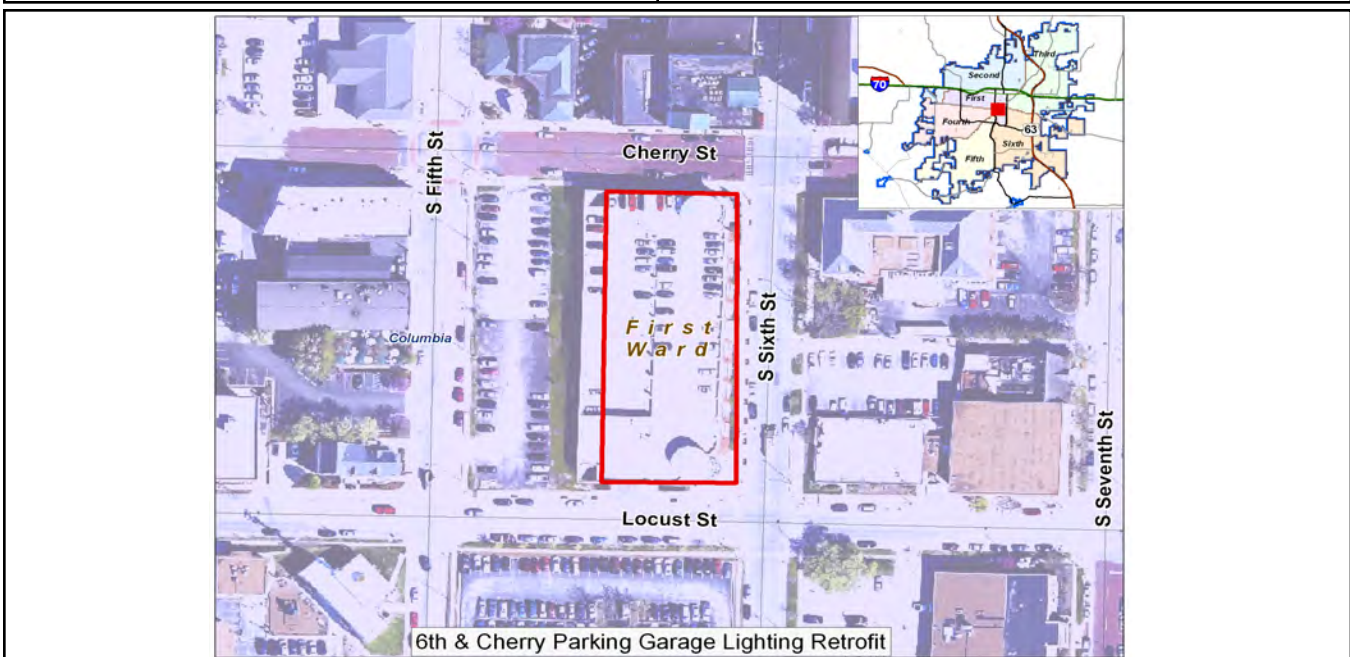 Third
Second
70
First
Fourth
63
Sixth
Fifth
Cherry St
S Fifth St
S Sixth St
First
Ward
Columbia
S Seventh St
Locust St
6th & Cherry Parking Garage Lighting Retrofit